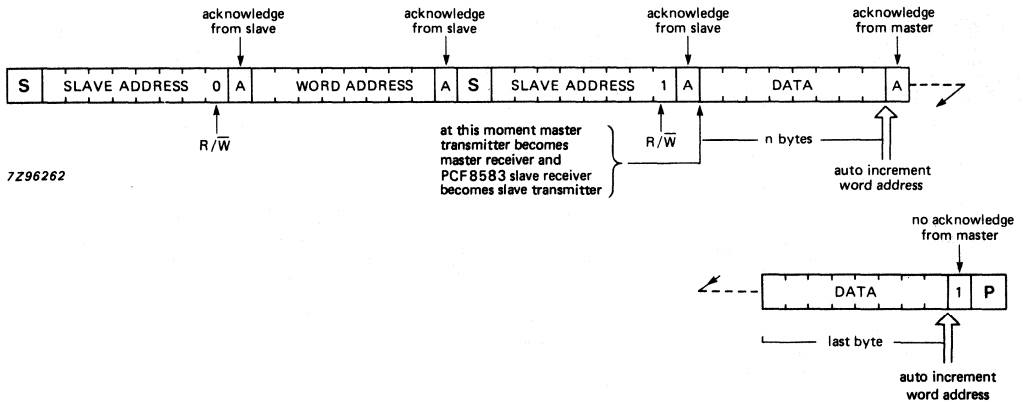 acknowledge
from slave
acknowledge
from slave
acknowledge
from slave
acknowledge
from master
S SLAVE ADDRESS 0 A WORD ADDRESS A S SLAVE ADDRESS 1 A DATA A
R/W̅
at this moment master
transmitter becomes
master receiver and
PCF8583 slave receiver
becomes slave transmitter
R/W̅
n bytes
auto increment
word address
7Z96262
no acknowledge
from master
DATA 1 P
last byte
auto increment
word address